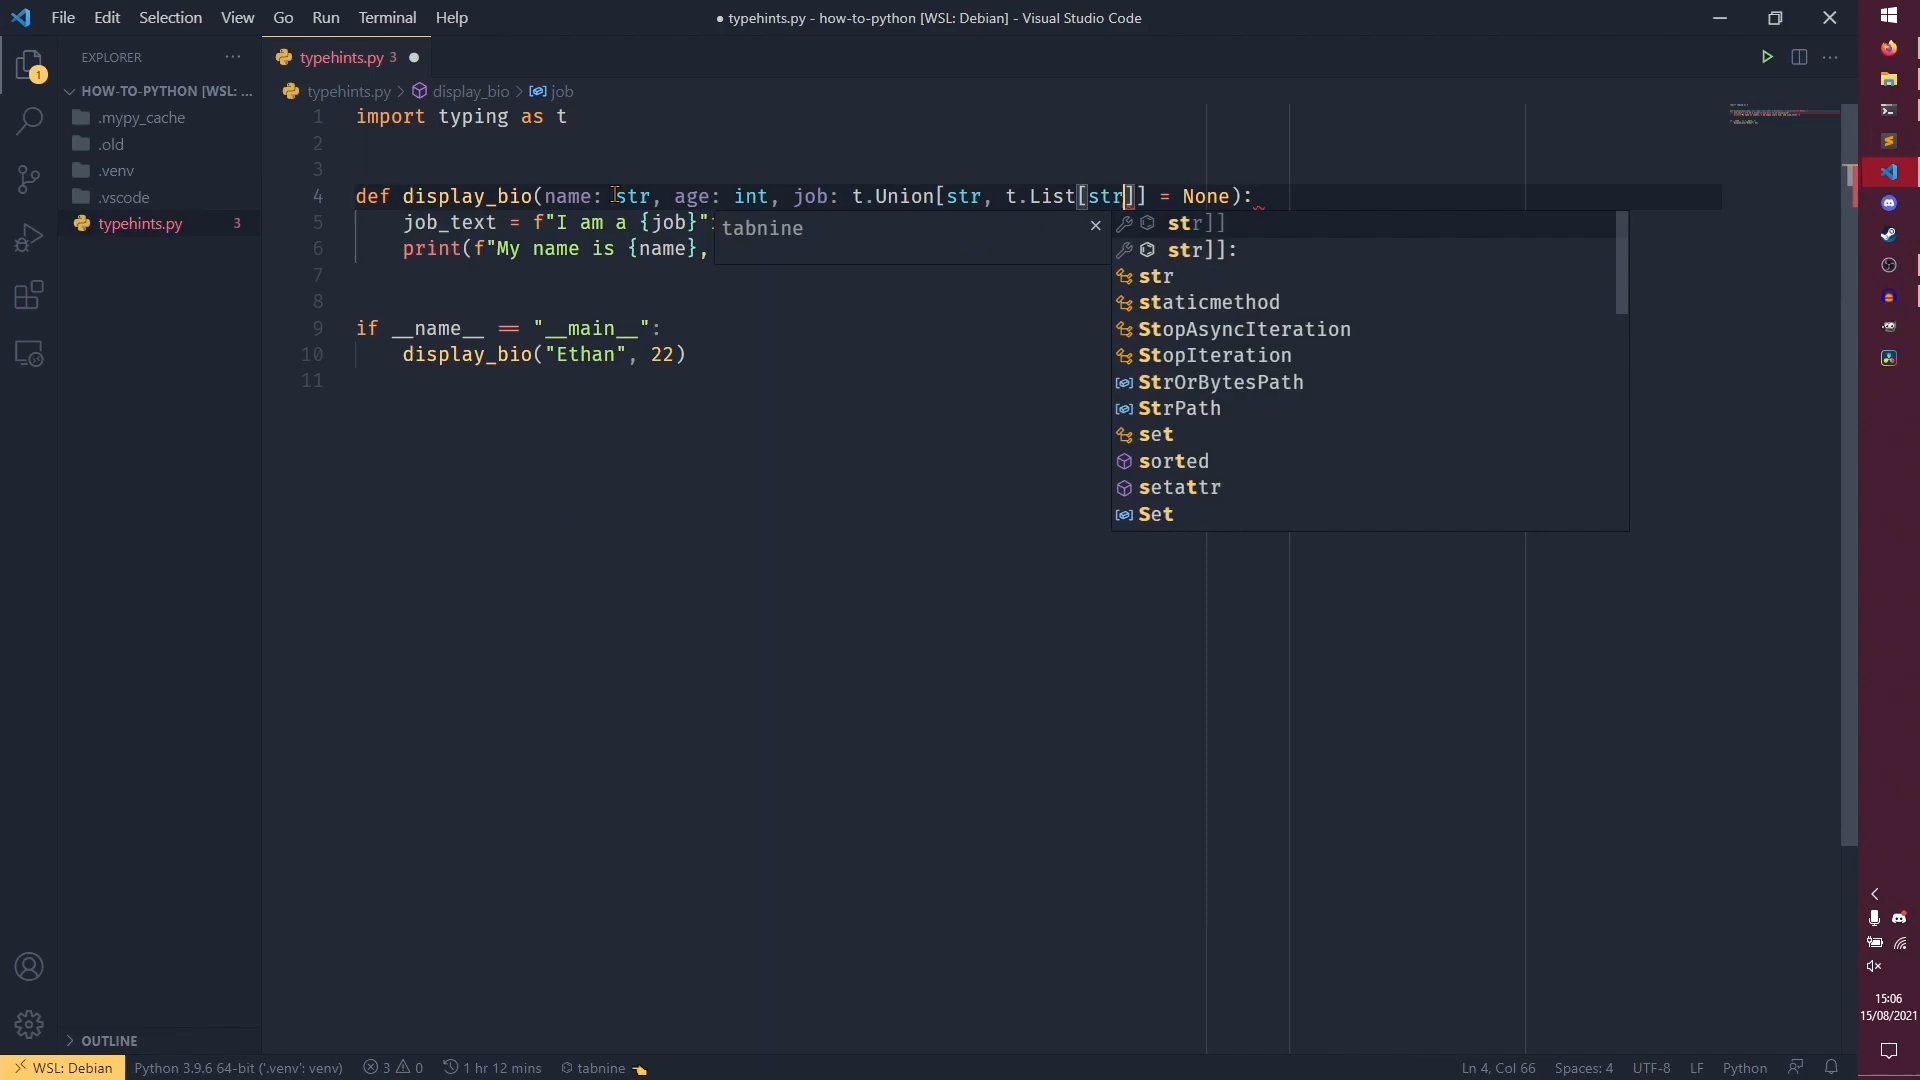 File Edit Selection View Go Run Terminal Help
● typehints.py - how-to-python [WSL: Debian] - Visual Studio Code
1
EXPLORER
HOW-TO-PYTHON [WSL: ...
.mypy_cache
.old
.venv
.vscode
typehints.py 3
OUTLINE
typehints.py 3
typehints.py > display_bio > job
1 import typing as t
2
3
4 def display_bio(name: str, age: int, job: t.Union[str, t.List[str]] = None):
5 job_text = f"I am a {job}"
6 print(f"My name is {name},
7
8
9 if __name__ == "__main__":
10 display_bio("Ethan", 22)
11
tabnine
str]]
str]]:
str
staticmethod
StopAsyncIteration
StopIteration
StrOrBytesPath
StrPath
set
sorted
setattr
Set
15:06
15/08/2021
WSL: Debian Python 3.9.6 64-bit ('.venv': venv) 3 0 1 hr 12 mins tabnine Ln 4, Col 66 Spaces: 4 UTF-8 LF Python